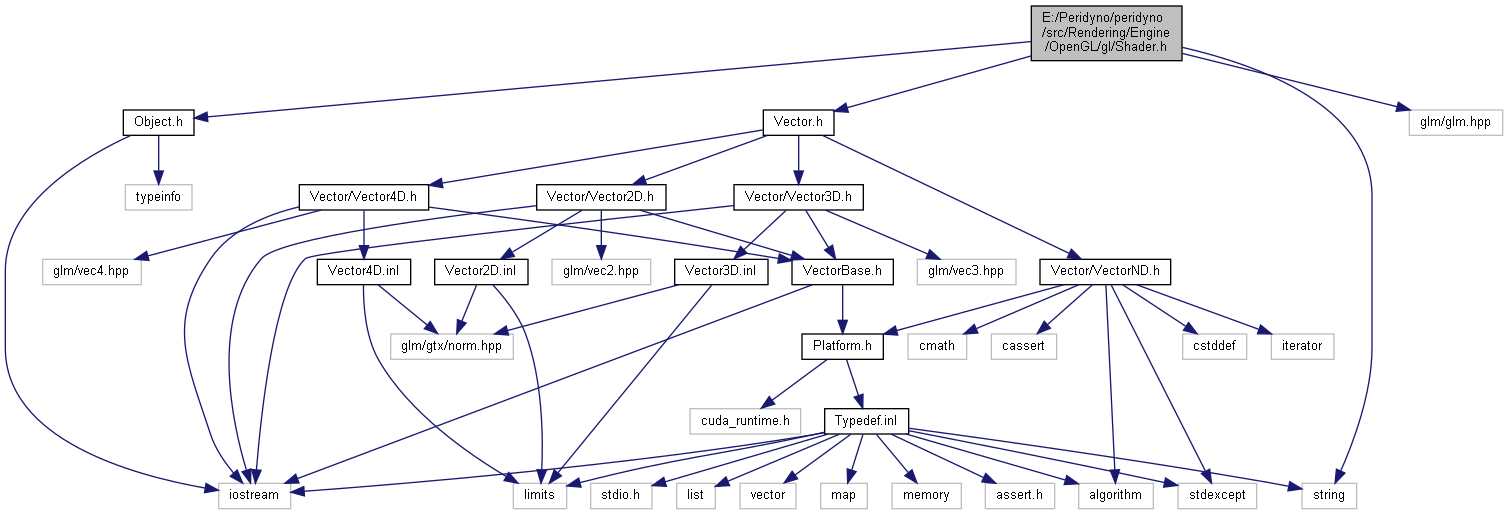 E:/Peridyno/peridyno
/src/Rendering/Engine
/OpenGL/gl/Shader.h
Object.h
Vector.h
glm/glm.hpp
typeinfo
Vector/Vector4D.h
Vector/Vector2D.h
Vector/Vector3D.h
glm/vec4.hpp
Vector4D.inl
Vector2D.inl
glm/vec2.hpp
Vector3D.inl
VectorBase.h
glm/vec3.hpp
Vector/VectorND.h
glm/gtx/norm.hpp
Platform.h
cmath
cassert
cstddef
iterator
cuda_runtime.h
Typedef.inl
iostream
limits
stdio.h
list
vector
map
memory
assert.h
algorithm
stdexcept
string